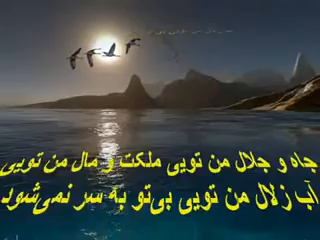 جاه و جلال من تویی ملکت و مال من تویی
آب زلال من تویی بی‌تو به سر نمی‌شود